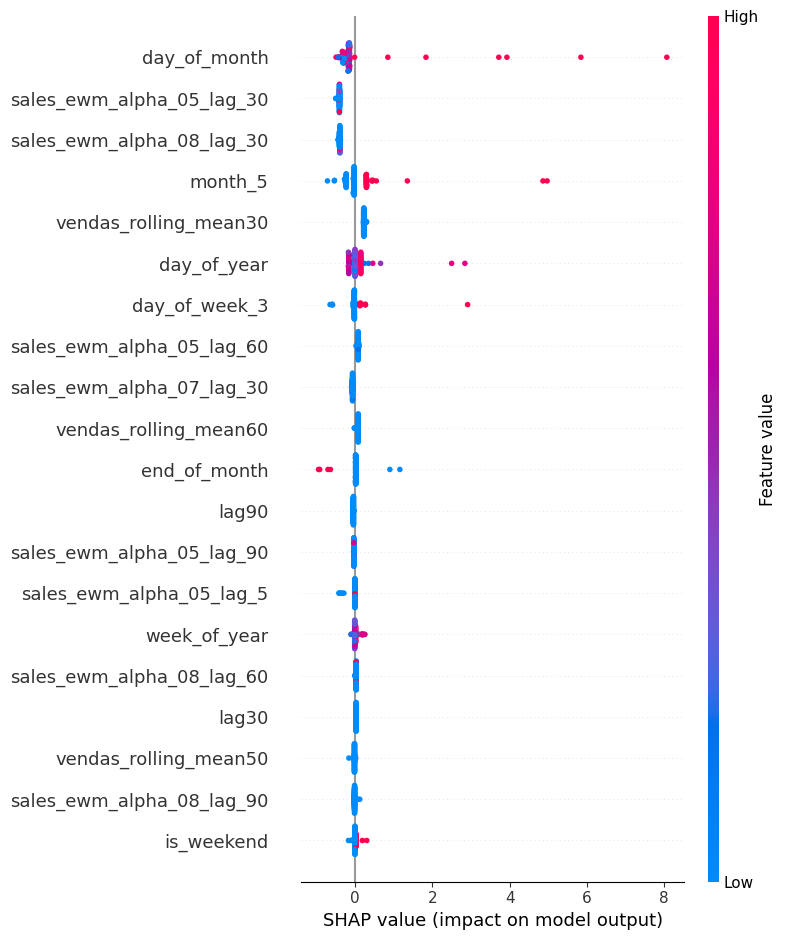 High
day_of_month
sales_ewm_alpha_05_lag_30
sales_ewm_alpha_08_lag_30
month_5
vendas_rolling_mean30
day_of_year
day_of_week_3
sales_ewm_alpha_05_lag_60
sales_ewm_alpha_07_lag_30
vendas_rolling_mean60
end_of_month
lag90
sales_ewm_alpha_05_lag_90
sales_ewm_alpha_05_lag_5
week_of_year
sales_ewm_alpha_08_lag_60
lag30
vendas_rolling_mean50
sales_ewm_alpha_08_lag_90
is_weekend
Feature value
Low
0 2 4 6 8
SHAP value (impact on model output)